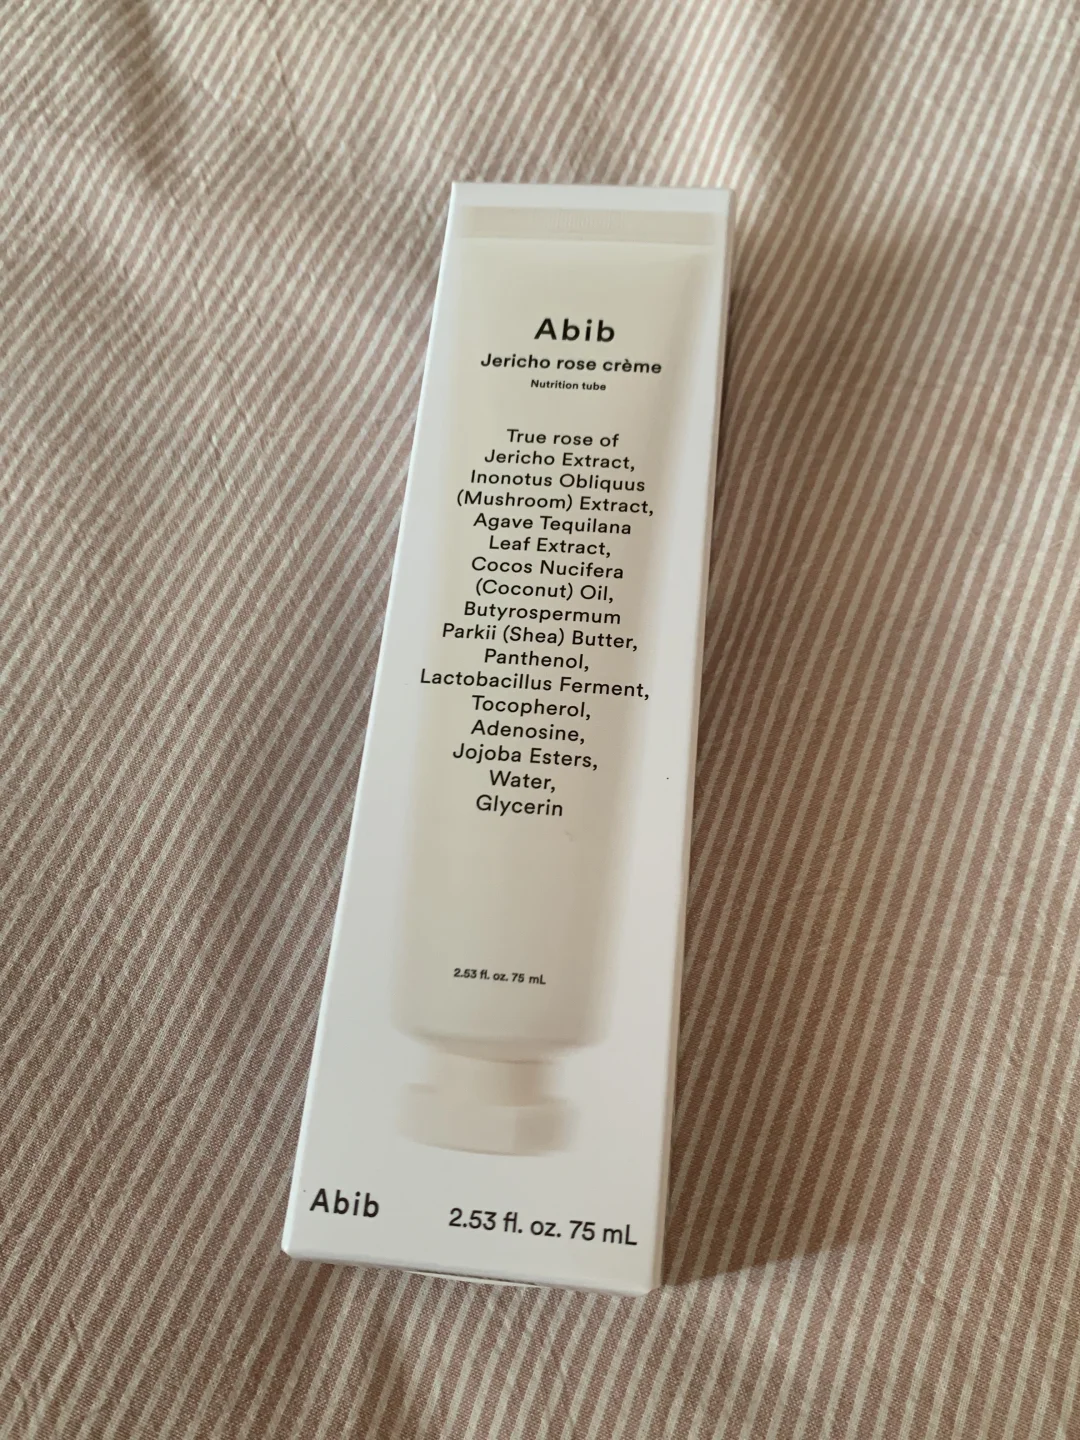 Abib
Jericho rose crème
Nutrition tube
True rose of
Jericho Extract,
Inonotus Obliquus
(Mushroom) Extract,
Agave Tequilana
Leaf Extract,
Cocos Nucifera
(Coconut) Oil,
Butyrospermum
Parkii (Shea) Butter,
Panthenol,
Lactobacillus Ferment,
Tocopherol,
Adenosine,
Jojoba Esters,
Water,
Glycerin
2.53 fl. oz. 75 mL
Abib 2.53 fl. oz. 75 mL